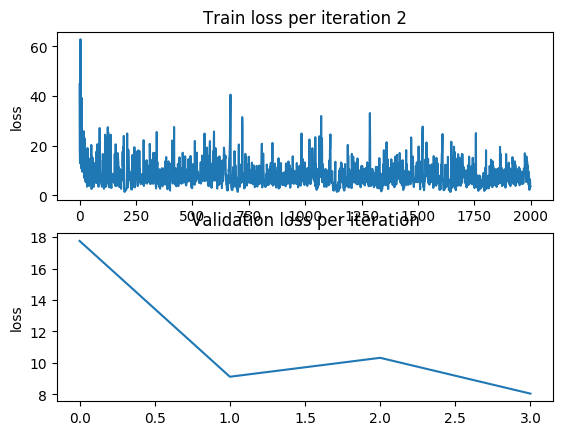 Train loss per iteration 2
60
40
20
0
loss
0 250 500 750 1000 1250 1500 1750 2000
Validation loss per iteration
18
16
14
12
10
8
loss
0.0 0.5 1.0 1.5 2.0 2.5 3.0